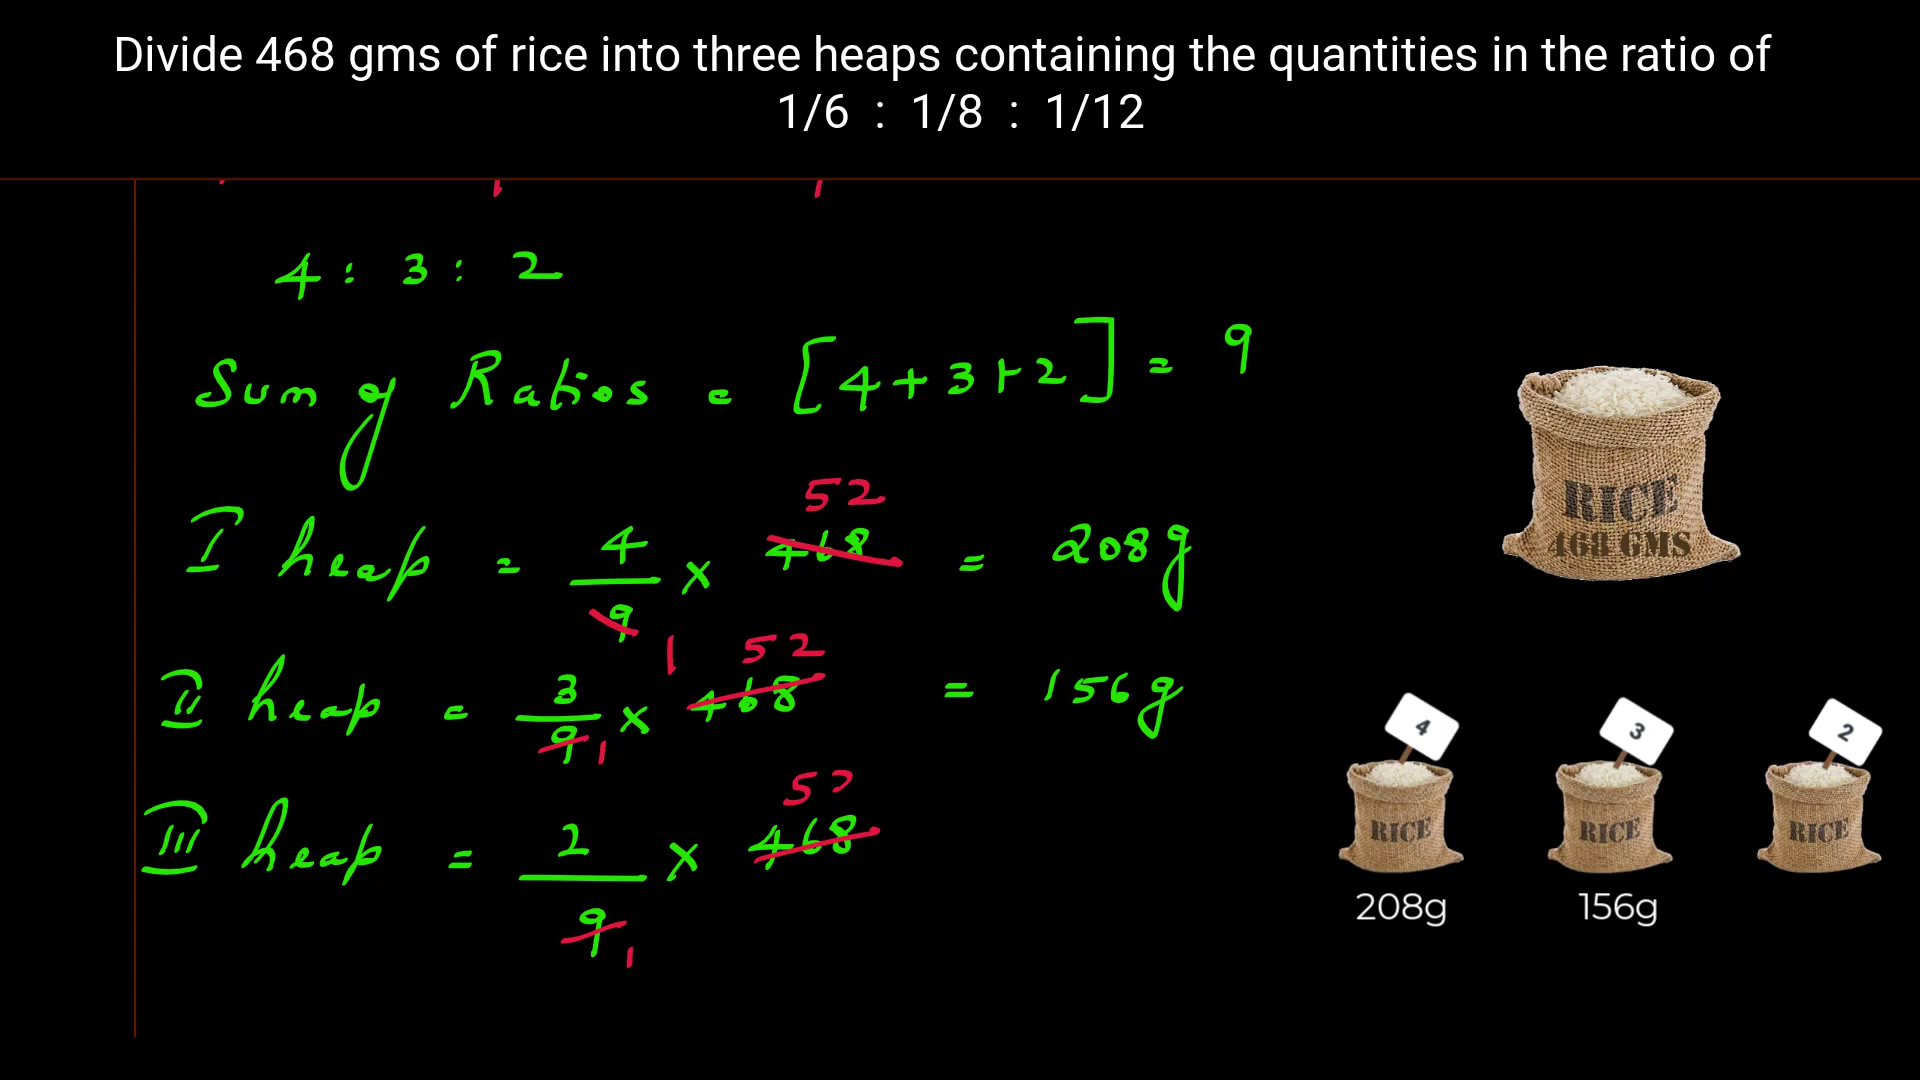 Divide 468 gms of rice into three heaps containing the quantities in the ratio of
1/6 : 1/8 : 1/12
4 : 3 : 2
Sum of Ratios = [4+3+2] = 9
52
I heap = 4/9 × 468 = 208g
1 52
II heap = 3/9 × 468 = 156g
1
52
III heap = 2/9 × 468
1
RICE
468 GMS
4 3 2
RICE RICE RICE
208g 156g